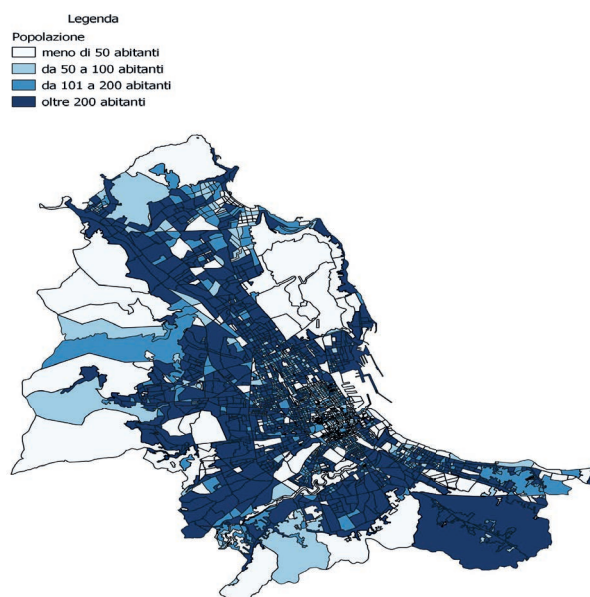 Legenda
Popolazione
meno di 50 abitanti
da 50 a 100 abitanti
da 101 a 200 abitanti
oltre 200 abitanti